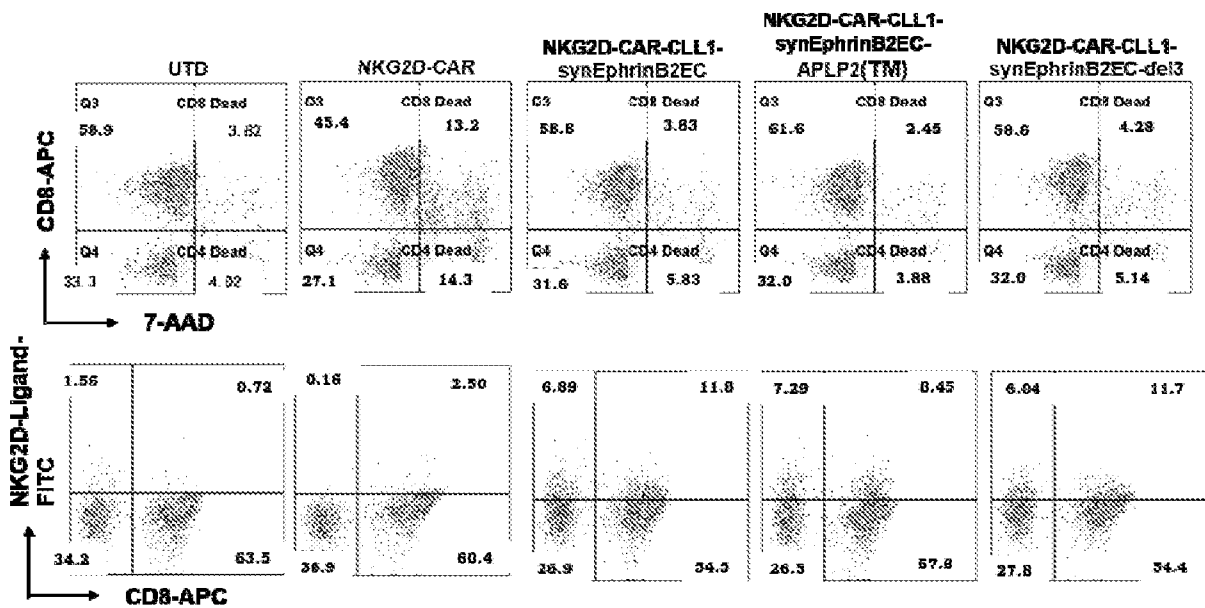 UTD
NKG2D-CAR
NKG2D-CAR-CLL1-
synEphrinB2EC
NKG2D-CAR-CLL1-
synEphrinB2EC-
APLP2(TM)
NKG2D-CAR-CLL1-
synEphrinB2EC-del3
CD8-APC
7-AAD
Q3 CD8 Dead
58.9 3.82
Q4 CD4 Dead
33.3 4.02
Q3 CD8 Dead
45.4 13.2
Q4 CD4 Dead
27.1 14.3
Q3 CD8 Dead
58.8 3.83
Q4 CD4 Dead
31.6 5.83
Q3 CD8 Dead
61.6 2.45
Q4 CD4 Dead
32.0 3.88
Q3 CD8 Dead
58.6 4.28
Q4 CD4 Dead
32.0 5.14
NKG2D-Ligand-
FITC
CD8-APC
1.56 0.72
34.2 63.5
0.16 2.50
36.9 60.4
6.89 11.8
26.9 54.5
7.29 8.45
26.5 57.8
6.04 11.7
27.8 54.4